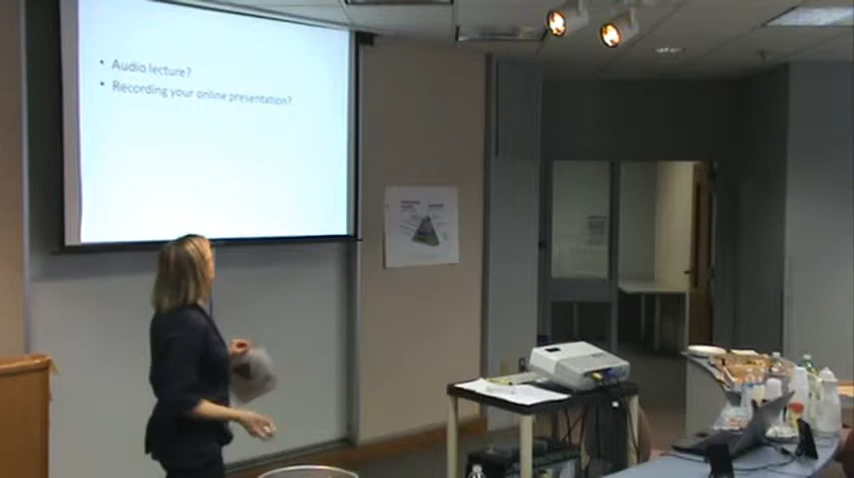 • Audio lecture?
• Recording your online presentation?